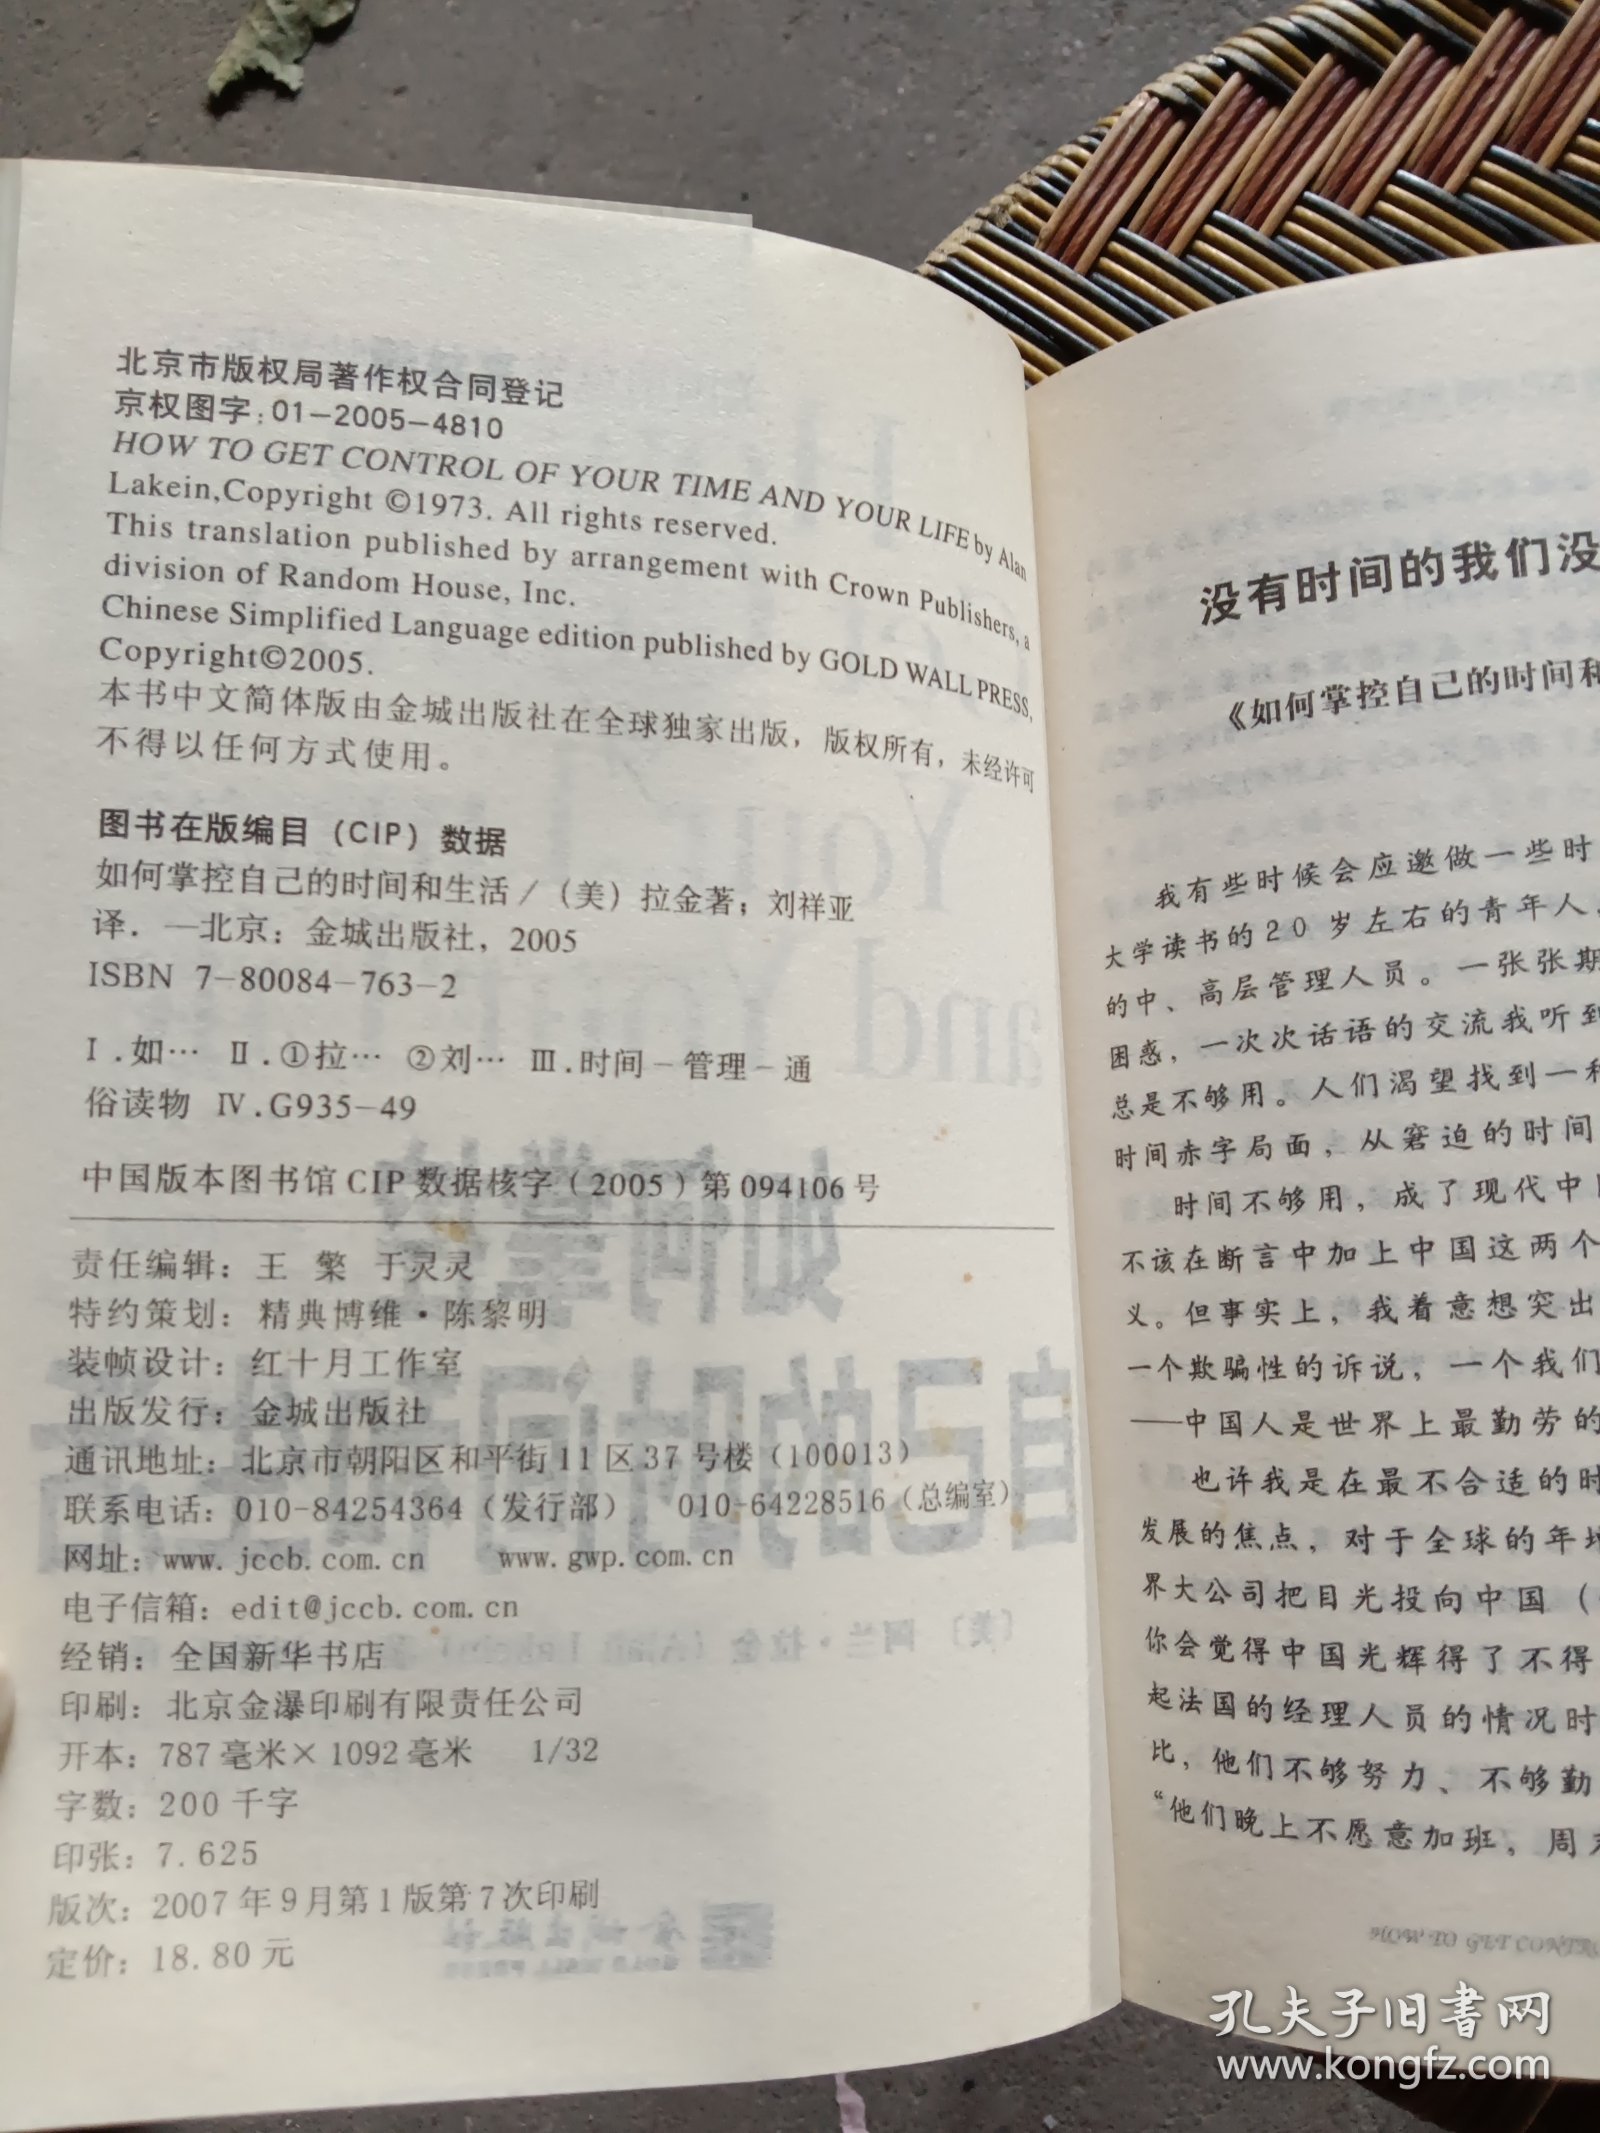 北京市版权局著作权合同登记
京权图字：01－2005－4810
HOW TO GET CONTROL OF YOUR TIME AND YOUR LIFE by Alan
Lakein,Copyright ©1973. All rights reserved.
This translation published by arrangement with Crown Publishers, a
division of Random House, Inc.
Chinese Simplified Language edition published by GOLD WALL PRESS,
Copyright©2005.
本书中文简体版由金城出版社在全球独家出版，版权所有，未经许可
不得以任何方式使用。
图书在版编目（CIP）数据
如何掌控自己的时间和生活／（美）拉金著；刘祥亚
译．—北京：金城出版社，2005
ISBN 7－80084－763－2
Ⅰ.如… Ⅱ.①拉… ②刘… Ⅲ.时间－管理－通
俗读物 Ⅳ.G935－49
中国版本图书馆CIP数据核字（2005）第094106号
责任编辑：王 檠 于灵灵
特约策划：精典博维·陈黎明
装帧设计：红十月工作室
出版发行：金城出版社
通讯地址：北京市朝阳区和平街11区37号楼（100013）
联系电话：010-84254364（发行部） 010-64228516（总编室）
网址：www.jccb.com.cn www.gwp.com.cn
电子信箱：edit@jccb.com.cn
经销：全国新华书店
印刷：北京金瀑印刷有限责任公司
开本：787毫米×1092毫米 1/32
字数：200千字
印张：7.625
版次：2007年9月第1版第7次印刷
定价：18.80元
没有时间的我们没
《如何掌控自己的时间和
我有些时候会应邀做一些时
大学读书的20岁左右的青年人，
的中、高层管理人员。一张张期
困惑，一次次话语的交流我听到
总是不够用。人们渴望找到一种
时间赤字局面，从窘迫的时间
时间不够用，成了现代中国
不该在断言中加上中国这两个
义。但事实上，我着意想突出
一个欺骗性的诉说，一个我们
——中国人是世界上最勤劳的
也许我是在最不合适的时
发展的焦点，对于全球的年
界大公司把目光投向中国（
你会觉得中国光辉得了不得
起法国的经理人员的情况时
比，他们不够努力、不够勤
“他们晚上不愿意加班，周
HOW TO GET CONTR
孔夫子旧书网
www.kongfz.com